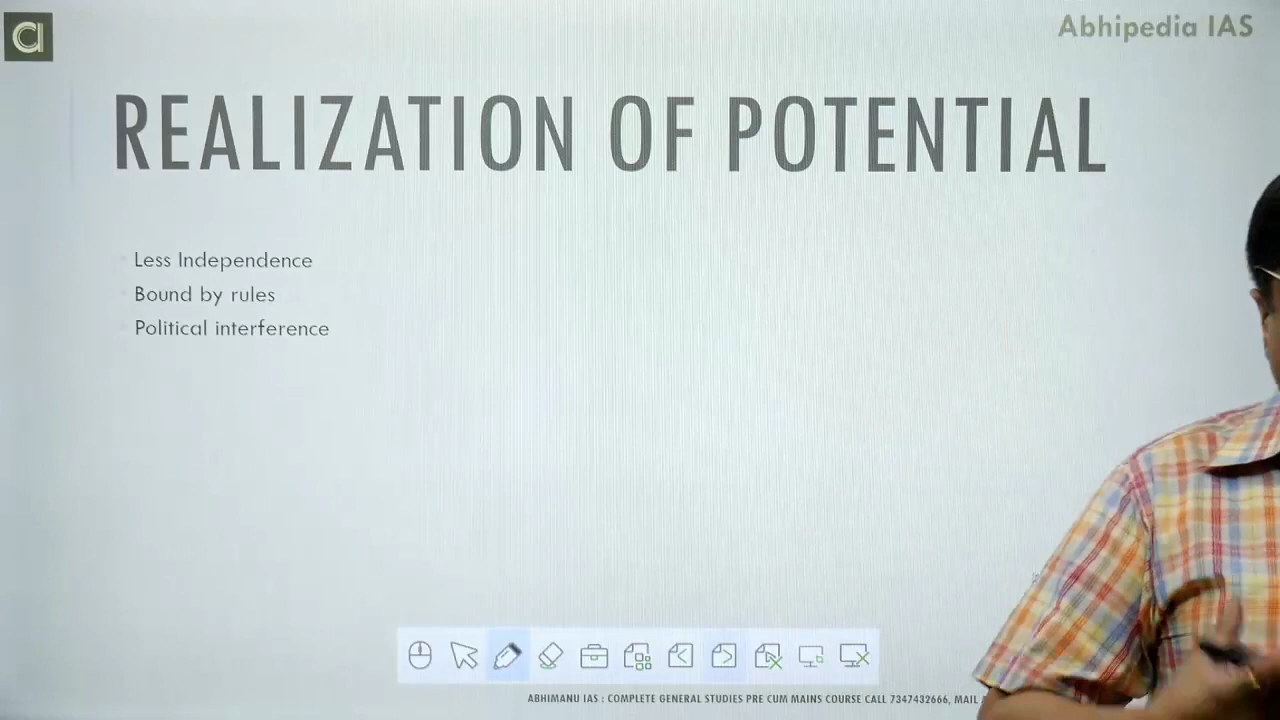 Abhipedia IAS
REALIZATION OF POTENTIAL
Less Independence
Bound by rules
Political interference
ABHIMANU IAS : COMPLETE GENERAL STUDIES PRE CUM MAINS COURSE CALL 7347432666, MAIL